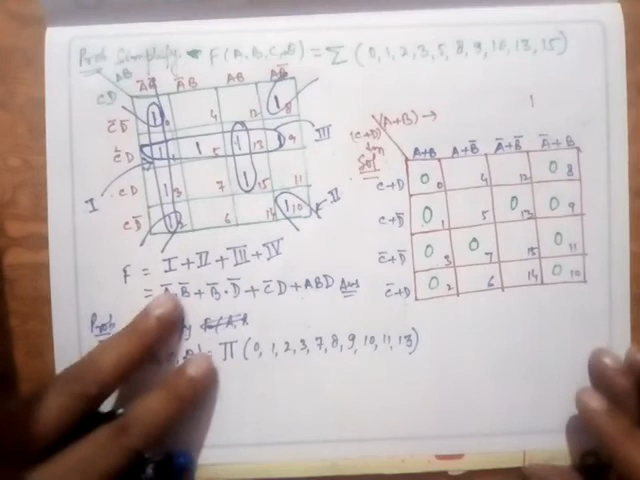 Prob Simplify F (A, B, C, D) = Σ (0, 1, 2, 3, 5, 8, 9, 10, 13, 15)
AB
CD
A̅B̅ A̅B AB AB̅
C̅D̅ 1 0 4 12 1 8
C̅D 1 1 1 5 1 13 1 9 III
CD 1 3 7 1 15 11
CD̅ 1 2 6 14 1 10 II
I
F = I + II + III + IV
= A̅B̅ + B̅.D̅ + C̅D + ABD Ans
(A+B) →
(C+D)
Sol
A+B A+B̅ A̅+B̅ A̅+B
C+D 0 0 4 12 0 8
C+D̅ 0 1 5 0 13 0 9
C̅+D̅ 0 3 0 7 15 0 11
C̅+D 0 2 6 14 0 10
Prob
= Π (0, 1, 2, 3, 7, 8, 9, 10, 11, 13)